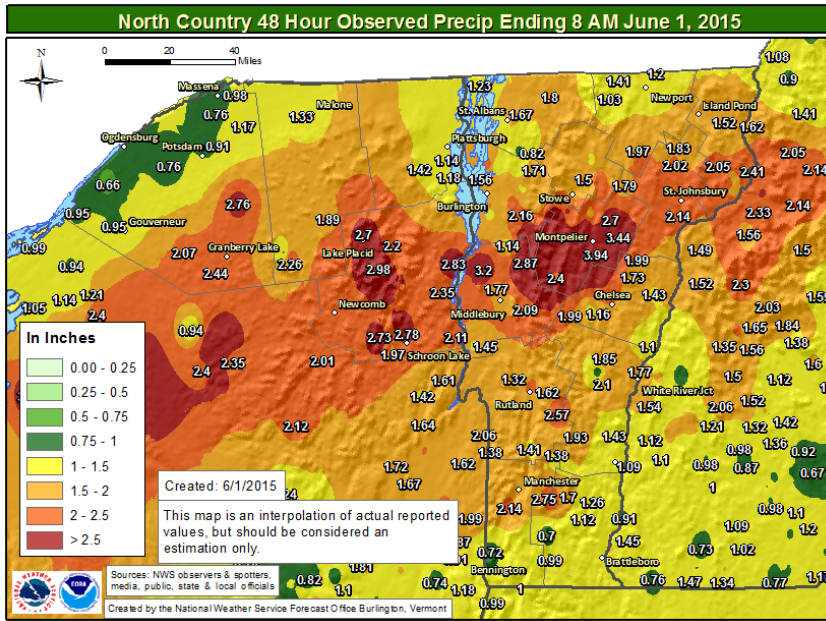 North Country 48 Hour Observed Precip Ending 8 AM June 1, 2015
N
0 20 40
Miles
1.08
Massena 0.98
1.23
1.41 1.2
0.9
Malone
1.8
1.03 Newport
Island Pond
0.76
1.17
1.33
St. Albans
1.67
1.52 1.62
1.41
Ogdensburg
Potsdam 0.91
Plattsburgh
1.14
0.82
1.97 1.83
2.05
0.76
1.42
1.18
1.71
2.02 2.05 2.41
2.14
0.66
1.56
1.5
1.79
St. Johnsbury
2.76
Burlington
Stowe
2.14
2.33 2.14
0.95
0.95 Gouverneur
1.89
2.16
2.7
1.56
0.99
2.07
Cranberry Lake
2.7
2.2
Lake Placid
1.14
Montpelier 3.44
1.49
1.5
0.94
2.44
2.26
2.98
2.83
3.2
2.87
3.94
1.99
2.4
1.73
1.52
2.3
1.05 1.14 1.21
2.35
1.77
Chelsea 1.43
2.4
Newcomb
Middlebury 2.09
1.99 1.16
2.03
0.94
2.73 2.78
2.11
1.65 1.84
2.35
1.97 Schroon Lake
1.45
1.1
1.35 1.56
1.38
2.4
2.01
1.85
1.6
1.61
1.32
1.62
2.1
1.77
White River Jct
1.5
1.12
1.42
Rutland
1.54
2.06 1.52
2.12
1.64
2.57
1.21 1.32 1.42
2.06
1.93 1.43 1.12
1.36
1.38
1.41 1.38
0.98
0.92
1.72
1.62
1.09
1.1
0.98 0.87
0.67
1.67
Manchester
1
2.75 1.7
1.26
2.14
1.12
0.91
0.98 1.1
1.99
1.09
1.2
0.7
1.45
0.72
0.99
Brattleboro
0.73 1.02
Bennington
1.81
0.82
1.1
0.74
1.18
1
0.76 1.47 1.34
0.77
0.99
In Inches
0.00 - 0.25
0.25 - 0.5
0.5 - 0.75
0.75 - 1
1 - 1.5
1.5 - 2
2 - 2.5
> 2.5
Created: 6/1/2015
This map is an interpolation of actual reported
values, but should be considered an
estimation only.
Sources: NWS observers & spotters,
media, public, state & local officials
Created by the National Weather Service Forecast Office Burlington, Vermont